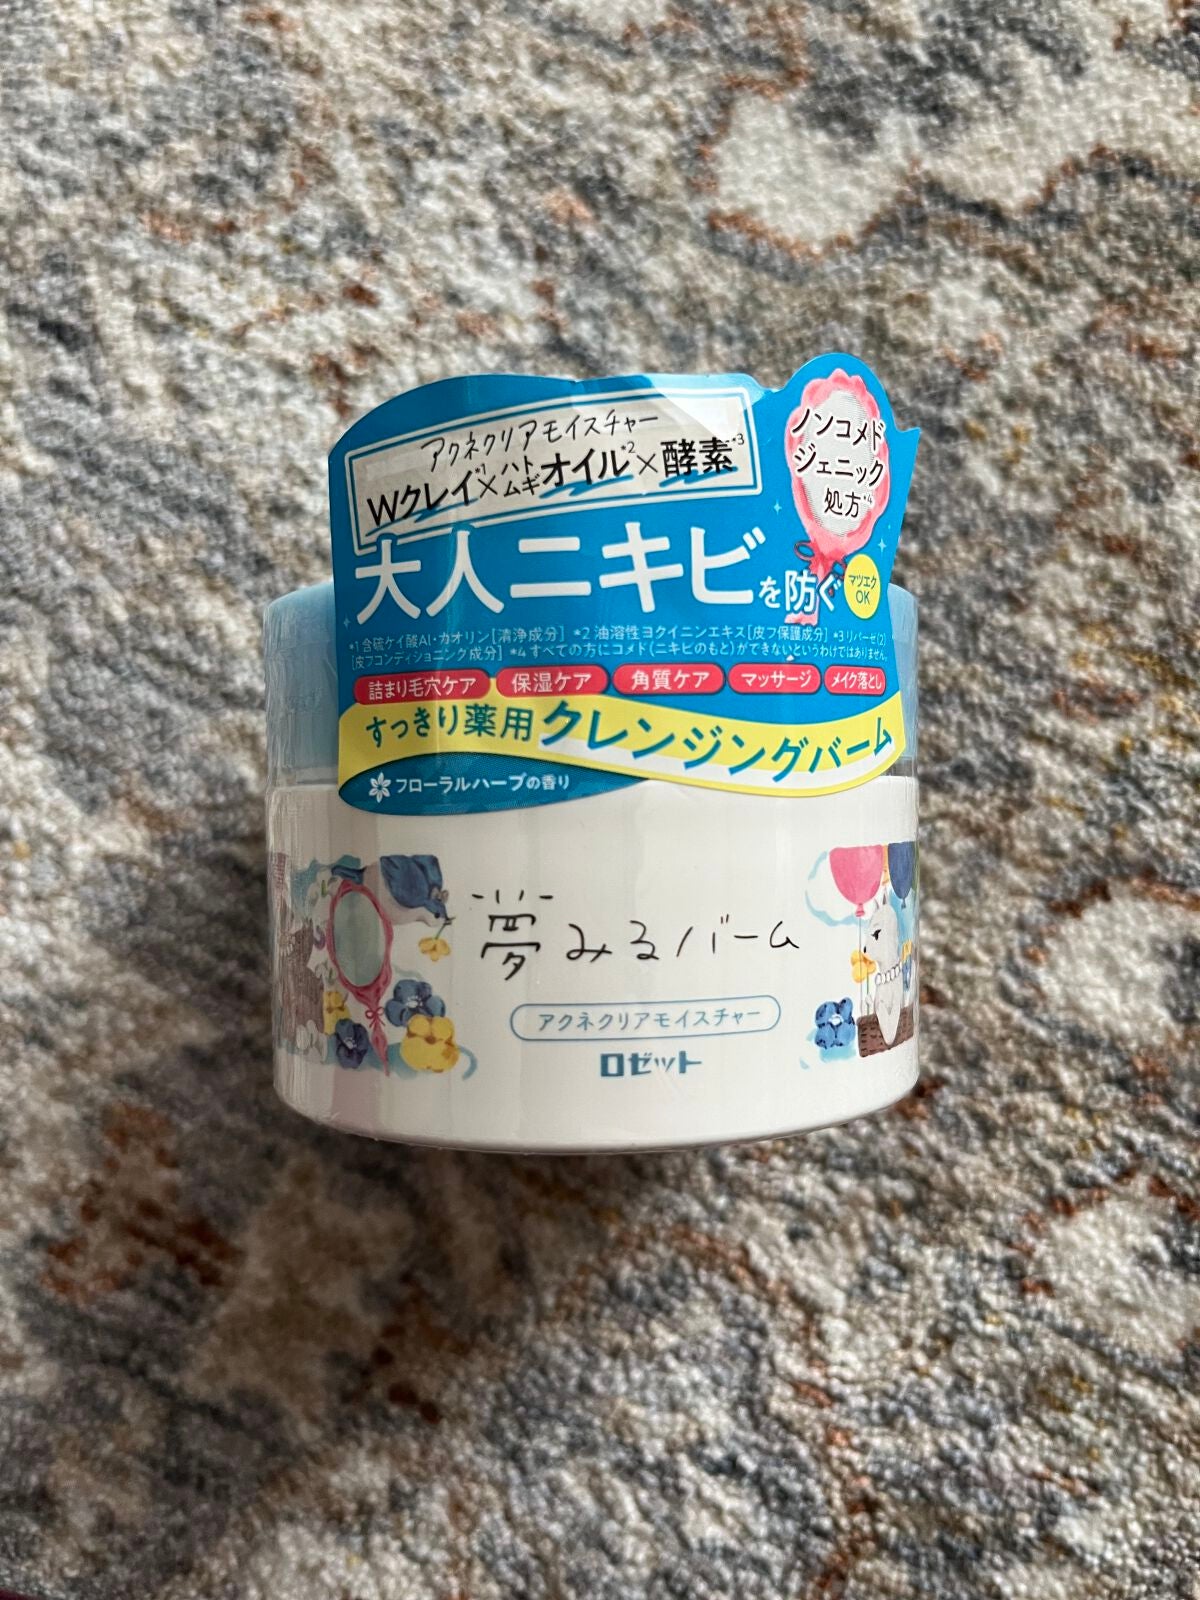 アクネクリアモイスチャー
Wクレイ*1×ハトムギオイル*2×酵素*3
ノンコメド
ジェニック
処方*4
大人ニキビを防ぐ
マツエク
OK
*1 含硫ケイ酸Al・カオリン[清浄成分] *2 油溶性ヨクイニンエキス[皮フ保護成分] *3 リパーゼ(2)
[皮フコンディショニング成分] *4 すべての方にコメド(ニキビのもと)ができないというわけではありません。
詰まり毛穴ケア 保湿ケア 角質ケア マッサージ メイク落とし
すっきり薬用クレンジングバーム
フローラルハーブの香り
夢みるバーム
アクネクリアモイスチャー
ロゼット